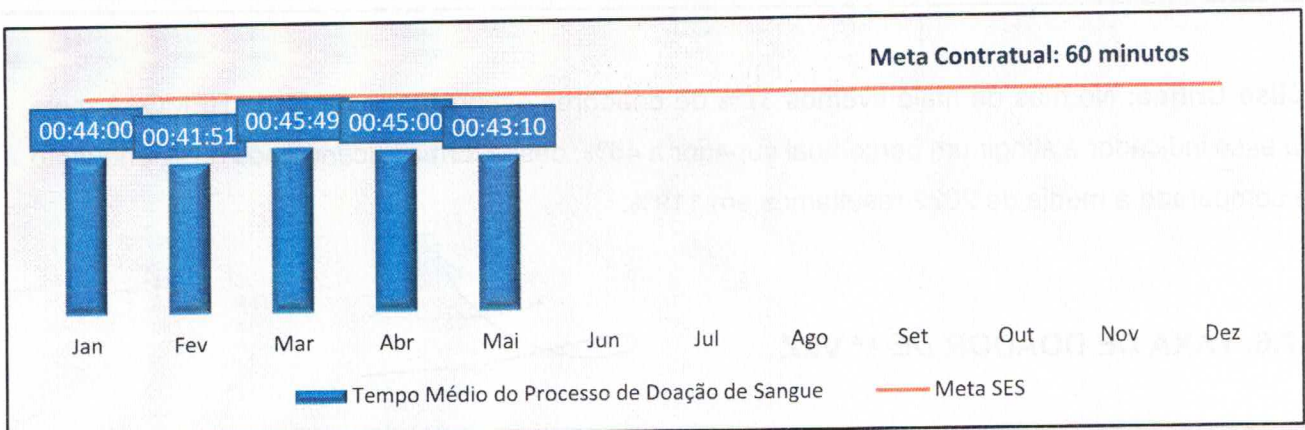 Meta Contratual: 60 minutos
00:44:00 00:41:51 00:45:49 00:45:00 00:43:10
Jan Fev Mar Abr Mai Jun Jul Ago Set Out Nov Dez
Tempo Médio do Processo de Doação de Sangue Meta SES